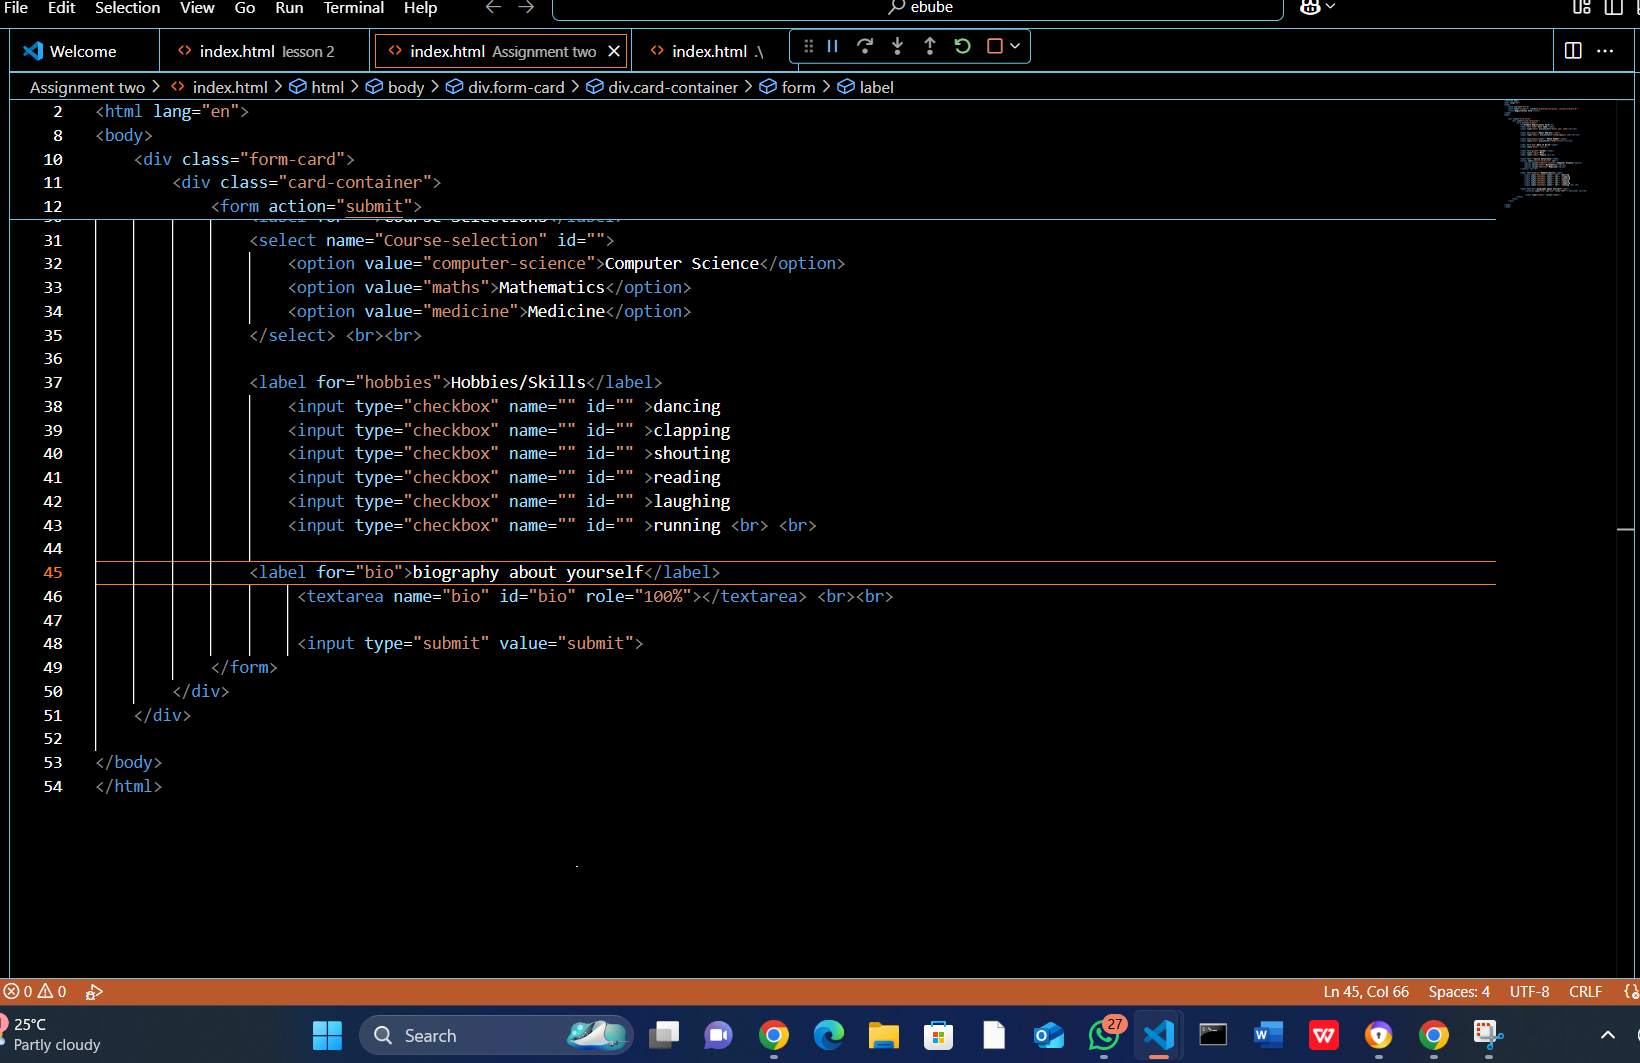 File Edit Selection View Go Run Terminal Help ebube
Welcome index.html lesson 2 index.html Assignment two index.html .\
Assignment two > index.html > html > body > div.form-card > div.card-container > form > label
2 <html lang="en">
8 <body>
10 <div class="form-card">
11 <div class="card-container">
12 <form action="submit">
31 <select name="Course-selection" id="">
32 <option value="computer-science">Computer Science</option>
33 <option value="maths">Mathematics</option>
34 <option value="medicine">Medicine</option>
35 </select> <br><br>
36
37 <label for="hobbies">Hobbies/Skills</label>
38 <input type="checkbox" name="" id="" >dancing
39 <input type="checkbox" name="" id="" >clapping
40 <input type="checkbox" name="" id="" >shouting
41 <input type="checkbox" name="" id="" >reading
42 <input type="checkbox" name="" id="" >laughing
43 <input type="checkbox" name="" id="" >running <br> <br>
44
45 <label for="bio">biography about yourself</label>
46 <textarea name="bio" id="bio" role="100%"></textarea> <br><br>
47
48 <input type="submit" value="submit">
49 </form>
50 </div>
51 </div>
52
53 </body>
54 </html>
0 0 Ln 45, Col 66 Spaces: 4 UTF-8 CRLF
25°C
Partly cloudy
Search
27